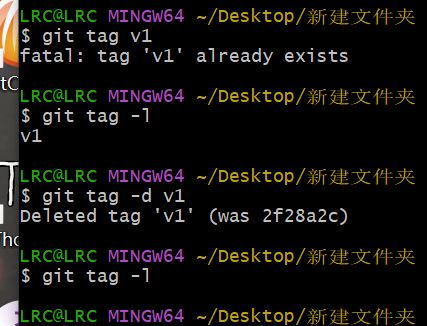 LRC@LRC MINGW64 ~/Desktop/新建文件夹
$ git tag v1
fatal: tag 'v1' already exists
LRC@LRC MINGW64 ~/Desktop/新建文件夹
$ git tag -l
v1
LRC@LRC MINGW64 ~/Desktop/新建文件夹
$ git tag -d v1
Deleted tag 'v1' (was 2f28a2c)
LRC@LRC MINGW64 ~/Desktop/新建文件夹
$ git tag -l
LRC@LRC MINGW64 ~/Desktop/新建文件夹